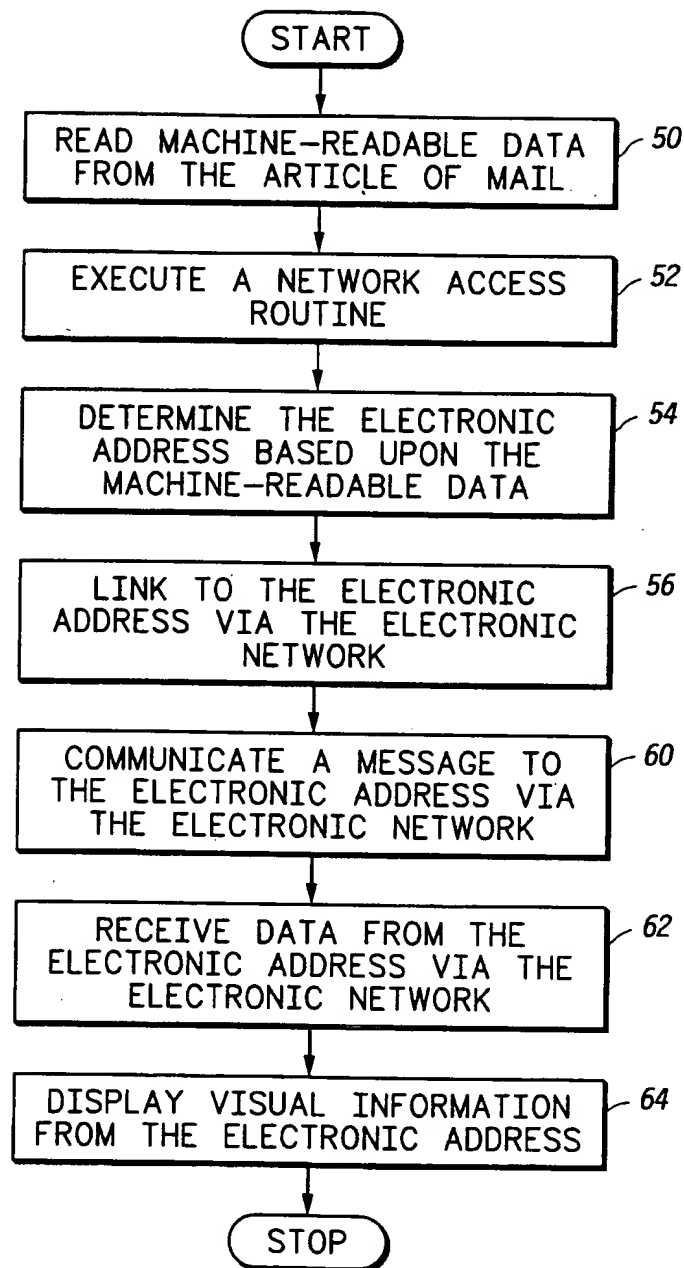 START
READ MACHINE-READABLE DATA
FROM THE ARTICLE OF MAIL
50
EXECUTE A NETWORK ACCESS
ROUTINE
52
DETERMINE THE ELECTRONIC
ADDRESS BASED UPON THE
MACHINE-READABLE DATA
54
LINK TO THE ELECTRONIC
ADDRESS VIA THE ELECTRONIC
NETWORK
56
COMMUNICATE A MESSAGE TO
THE ELECTRONIC ADDRESS VIA
THE ELECTRONIC NETWORK
60
RECEIVE DATA FROM THE
ELECTRONIC ADDRESS VIA THE
ELECTRONIC NETWORK
62
DISPLAY VISUAL INFORMATION
FROM THE ELECTRONIC ADDRESS
64
STOP